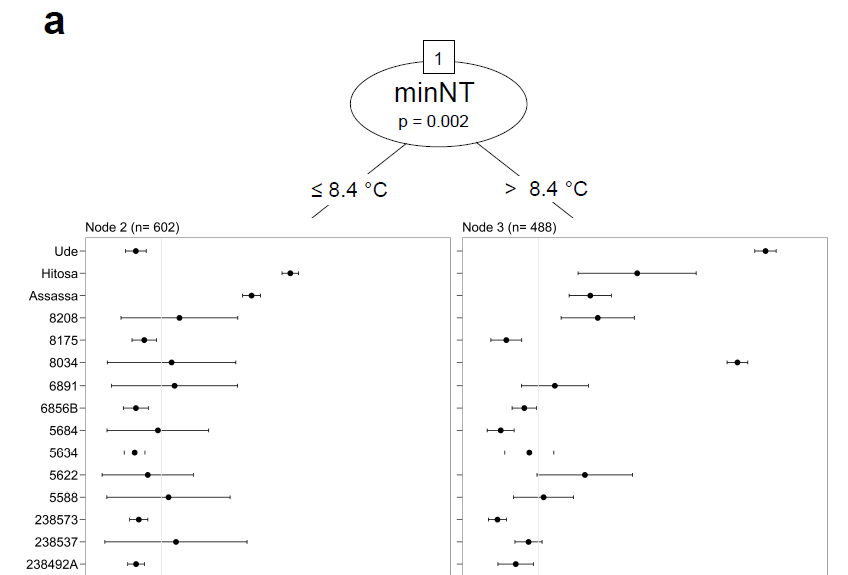 a
1
minNT
p = 0.002
≤ 8.4 °C
> 8.4 °C
Node 2 (n= 602)
Node 3 (n= 488)
Ude
Hitosa
Assassa
8208
8175
8034
6891
6856B
5684
5634
5622
5588
238573
238537
238492A